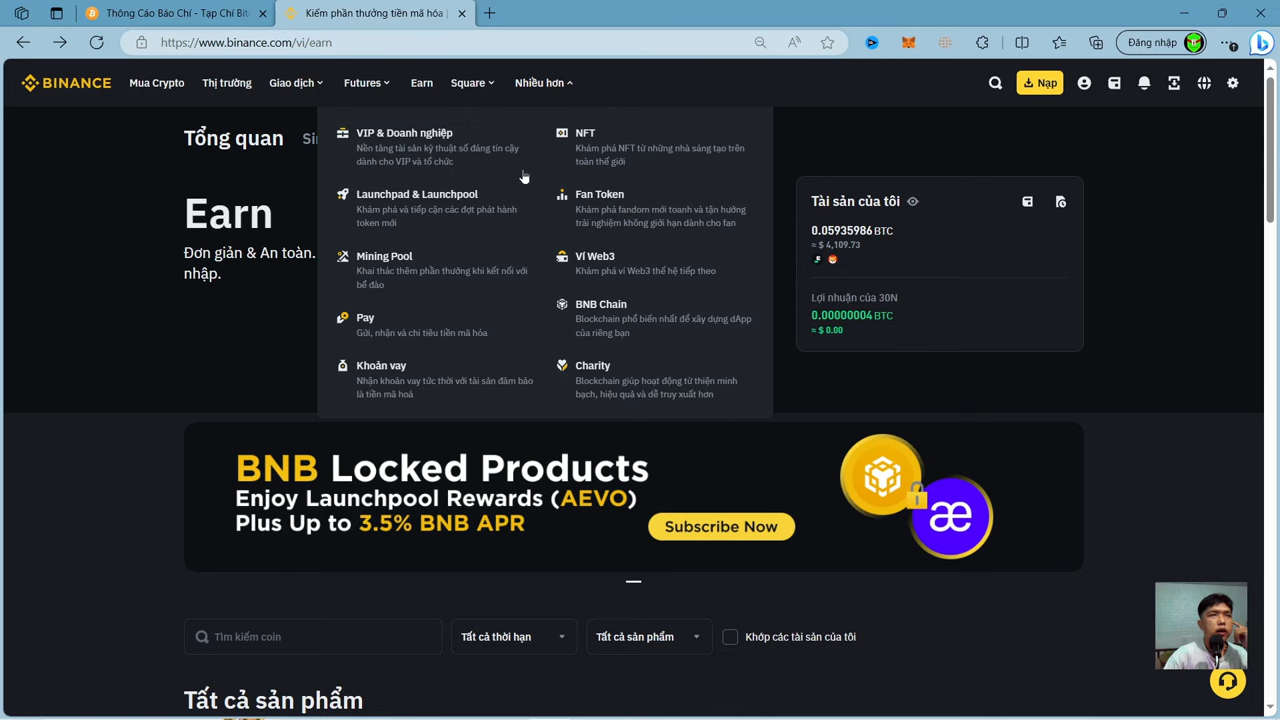 Thông Cáo Báo Chí - Tạp Chí Bit
Kiếm phần thưởng tiền mã hóa |
https://www.binance.com/vi/earn
Đăng nhập
BINANCE
Mua Crypto
Thị trường
Giao dịch
Futures
Earn
Square
Nhiều hơn
Nạp
Tổng quan
VIP & Doanh nghiệp
Nền tảng tài sản kỹ thuật số đáng tin cậy
dành cho VIP và tổ chức
Launchpad & Launchpool
Khám phá và tiếp cận các đợt phát hành
token mới
Mining Pool
Khai thác thêm phần thưởng khi kết nối với
bể đào
Pay
Gửi, nhận và chi tiêu tiền mã hóa
Khoản vay
Nhận khoản vay tức thời với tài sản đảm bảo
là tiền mã hoá
NFT
Khám phá NFT từ những nhà sáng tạo trên
toàn thế giới
Fan Token
Khám phá fandom mới toanh và tận hưởng
trải nghiệm không giới hạn dành cho fan
Ví Web3
Khám phá ví Web3 thế hệ tiếp theo
BNB Chain
Blockchain phổ biến nhất để xây dựng dApp
của riêng bạn
Charity
Blockchain giúp hoạt động từ thiện minh
bạch, hiệu quả và dễ truy xuất hơn
Earn
Đơn giản & An toàn.
nhập.
Tài sản của tôi
0.05935986 BTC
≈ $ 4,109.73
Lợi nhuận của 30N
0.00000004 BTC
≈ $ 0.00
BNB Locked Products
Enjoy Launchpool Rewards (AEVO)
Plus Up to 3.5% BNB APR
Subscribe Now
æ
Tìm kiếm coin
Tất cả thời hạn
Tất cả sản phẩm
Khớp các tài sản của tôi
Tất cả sản phẩm